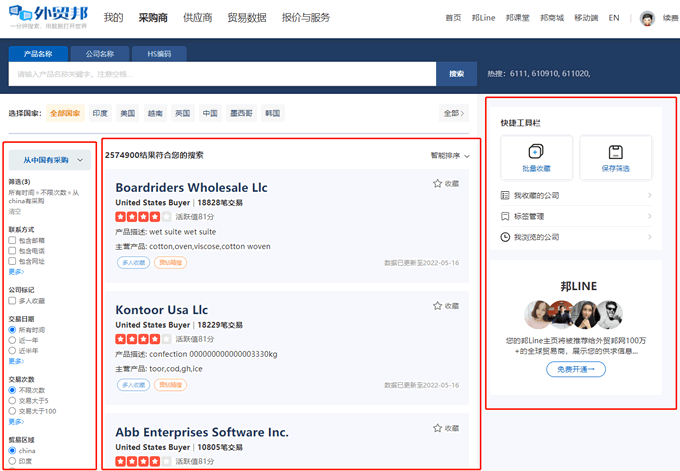 外贸邦
一分钟搜索，用数据打开世界
我的 采购商 供应商 贸易数据 报价与服务
首页 邦Line 邦课堂 邦商城 移动端 EN 续费
产品名称 公司名称 HS编码
请输入产品名称关键字，注意空格...
搜索
热搜：6111, 610910, 611020,
选择国家： 全部国家 印度 美国 越南 英国 中国 墨西哥 韩国 全部>
从中国有采购
筛选(3)
所有时间 + 不限次数 + 从
china有采购
清空
联系方式
包含邮箱
包含电话
包含网址
更多>
公司标记
多人收藏
交易日期
所有时间
近一年
近半年
更多>
交易次数
不限次数
交易大于5
交易大于100
更多>
贸易区域
china
印度
2574900结果符合您的搜索 智能排序
Boardriders Wholesale Llc 收藏
United States Buyer | 18828笔交易
活跃值81分
产品描述: wet suite wet suite
主营产品: cotton,oven,viscose,cotton woven
多人收藏 数据已更新至2022-05-16
Kontoor Usa Llc 收藏
United States Buyer | 18229笔交易
活跃值81分
产品描述: confection 000000000000003330kg
主营产品: toor,cod,gh,ice
多人收藏 数据已更新至2022-05-16
Abb Enterprises Software Inc. 收藏
United States Buyer | 10805笔交易
活跃值81分
快捷工具栏
批量收藏 保存筛选
我收藏的公司
标签管理
我浏览的公司
邦LINE
您的邦Line主页将被推荐给外贸邦网100万
+的全球贸易商，展示您的供求信息...
免费开通→